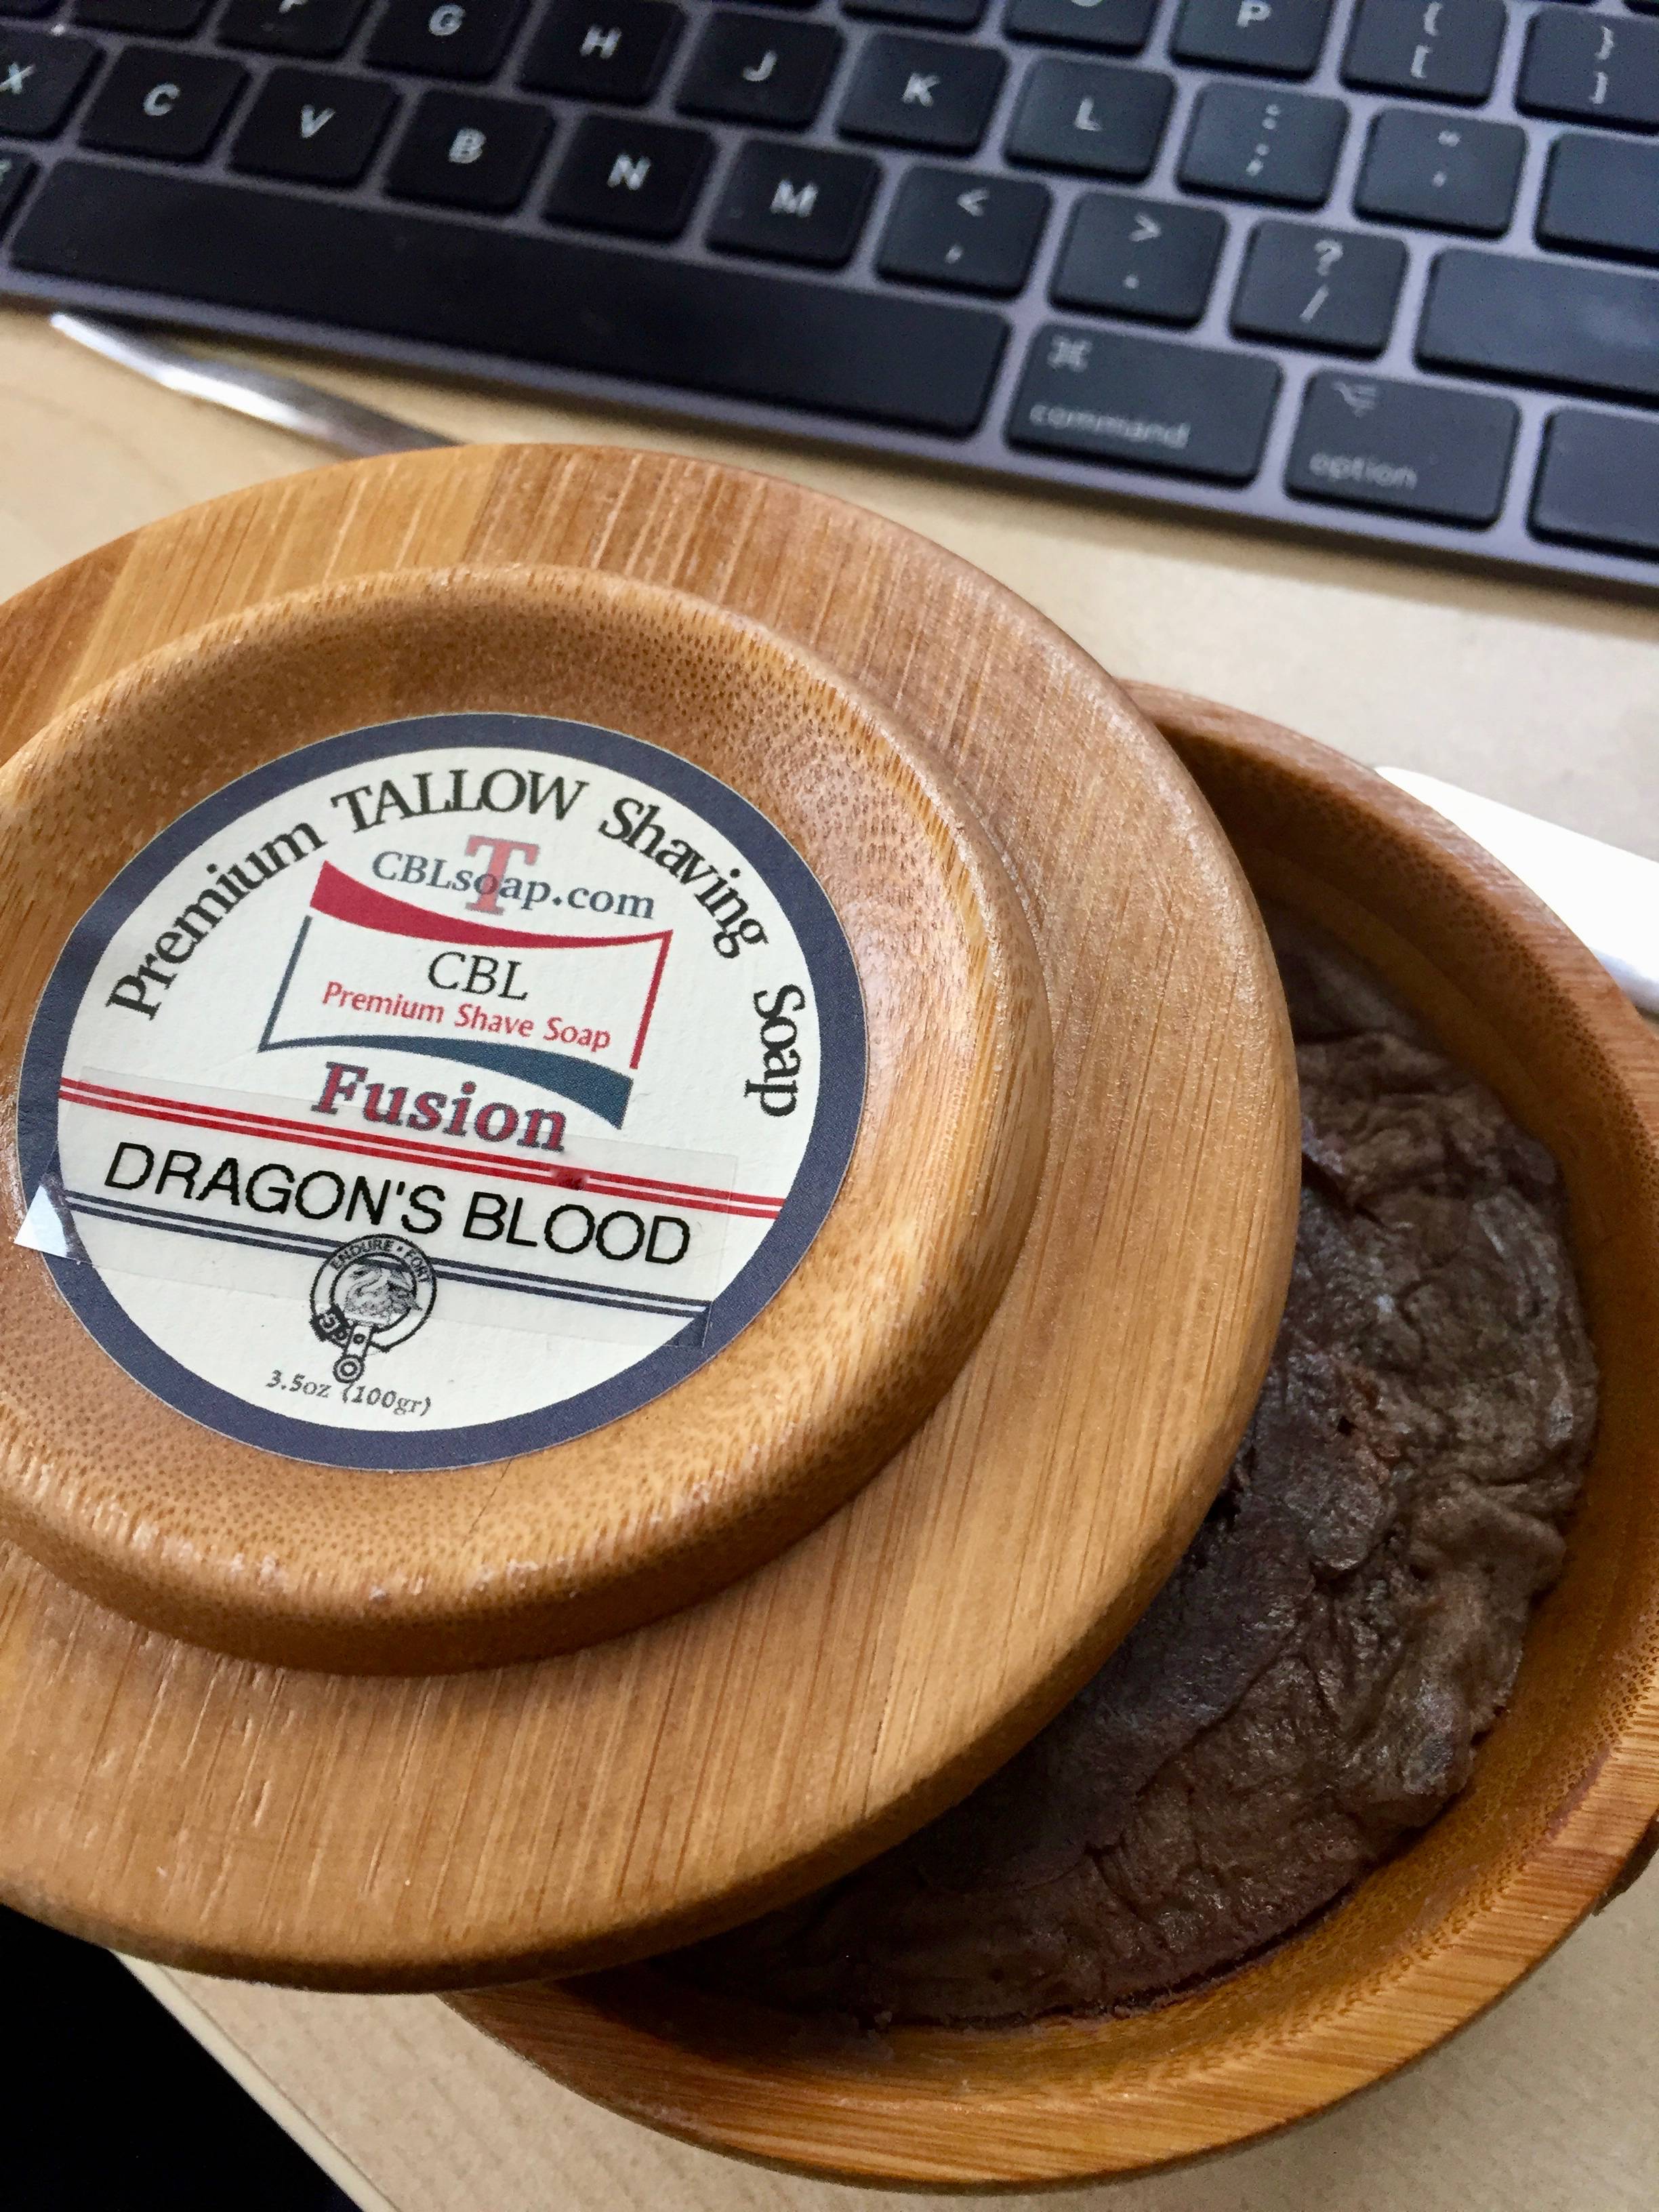 F G H J K L P { [ } ]
X C V B N M : ; " '
< , > . ? /
⌘ command ⌥ option
Premium TALLOW Shaving Soap
T
CBLsoap.com
CBL
Premium Shave Soap
Fusion
DRAGON'S BLOOD
ENDURE • FORT
3.5oz (100gr)